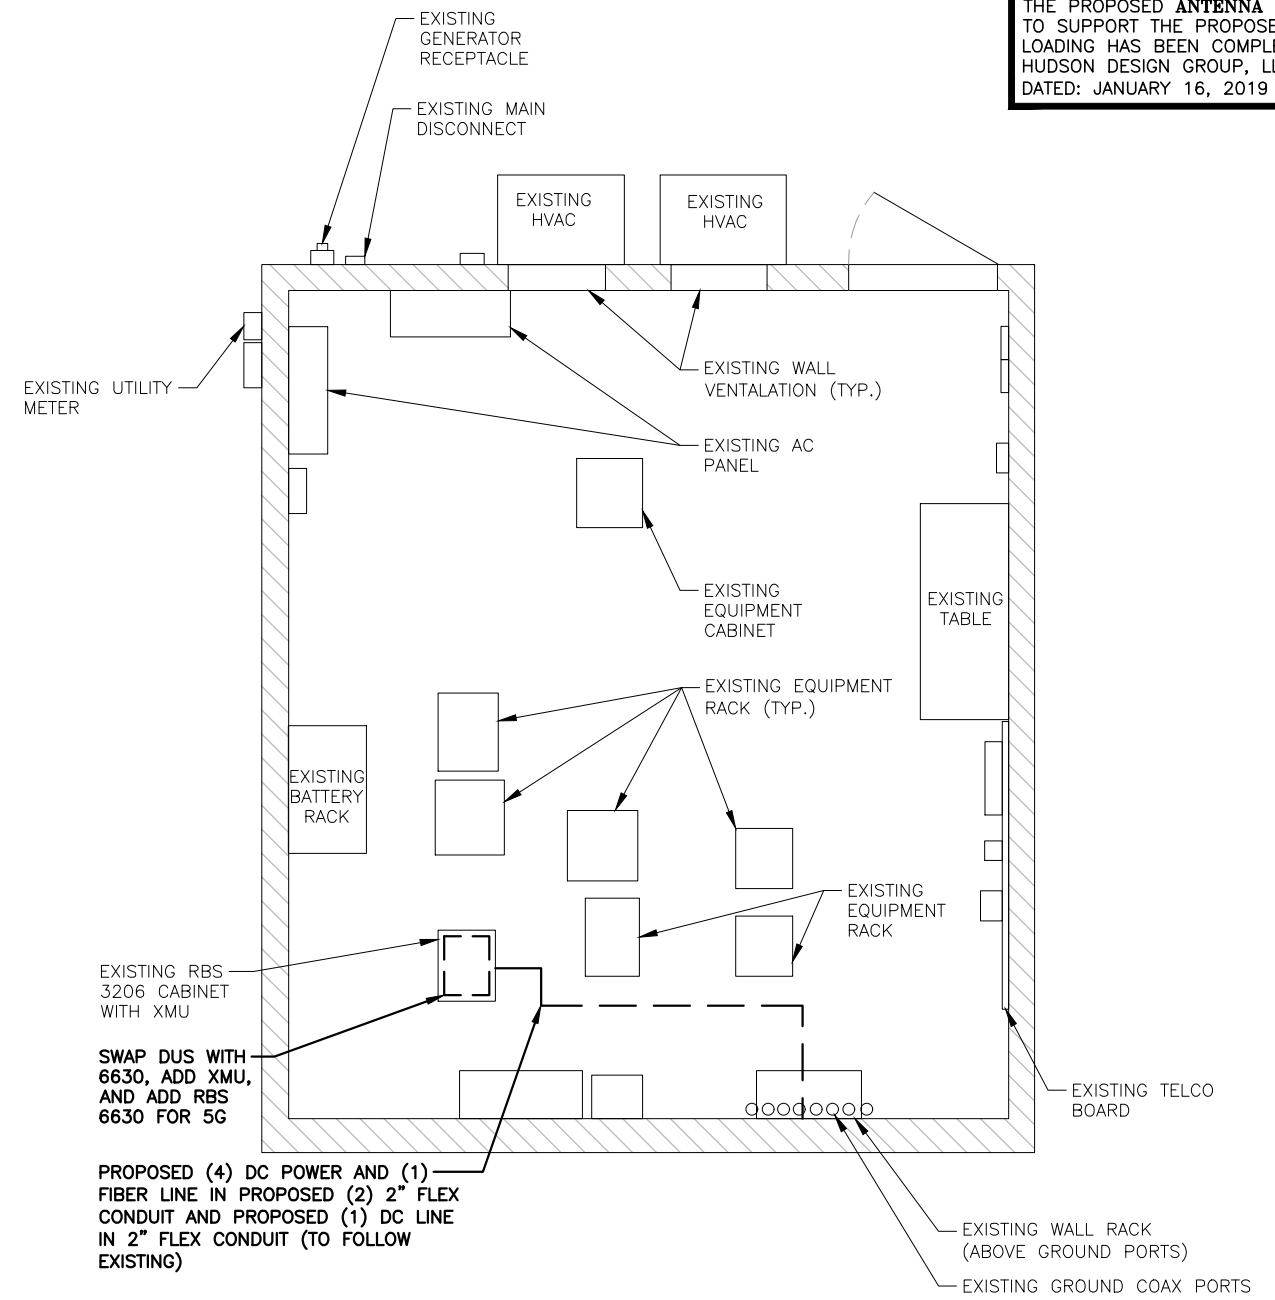 THE PROPOSED ANTENNA
TO SUPPORT THE
LOADING HAS BEEN
HUDSON DESIGN GROUP,
DATED: JANUARY 16, 2019
EXISTING
GENERATOR
RECEPTACLE
EXISTING MAIN
DISCONNECT
EXISTING
HVAC
EXISTING
HVAC
EXISTING UTILITY
METER
EXISTING WALL
VENTALATION (TYP.)
EXISTING AC
PANEL
EXISTING
EQUIPMENT
CABINET
EXISTING
TABLE
EXISTING EQUIPMENT
RACK (TYP.)
EXISTING
BATTERY
RACK
EXISTING
EQUIPMENT
RACK
EXISTING RBS
3206 CABINET
WITH XMU
SWAP DUS WITH
6630, ADD XMU,
AND ADD RBS
6630 FOR 5G
EXISTING TELCO
BOARD
PROPOSED (4) DC POWER AND (1)
FIBER LINE IN PROPOSED (2) 2" FLEX
CONDUIT AND PROPOSED (1) DC LINE
IN 2" FLEX CONDUIT (TO FOLLOW
EXISTING)
EXISTING WALL RACK
(ABOVE GROUND PORTS)
EXISTING GROUND COAX PORTS